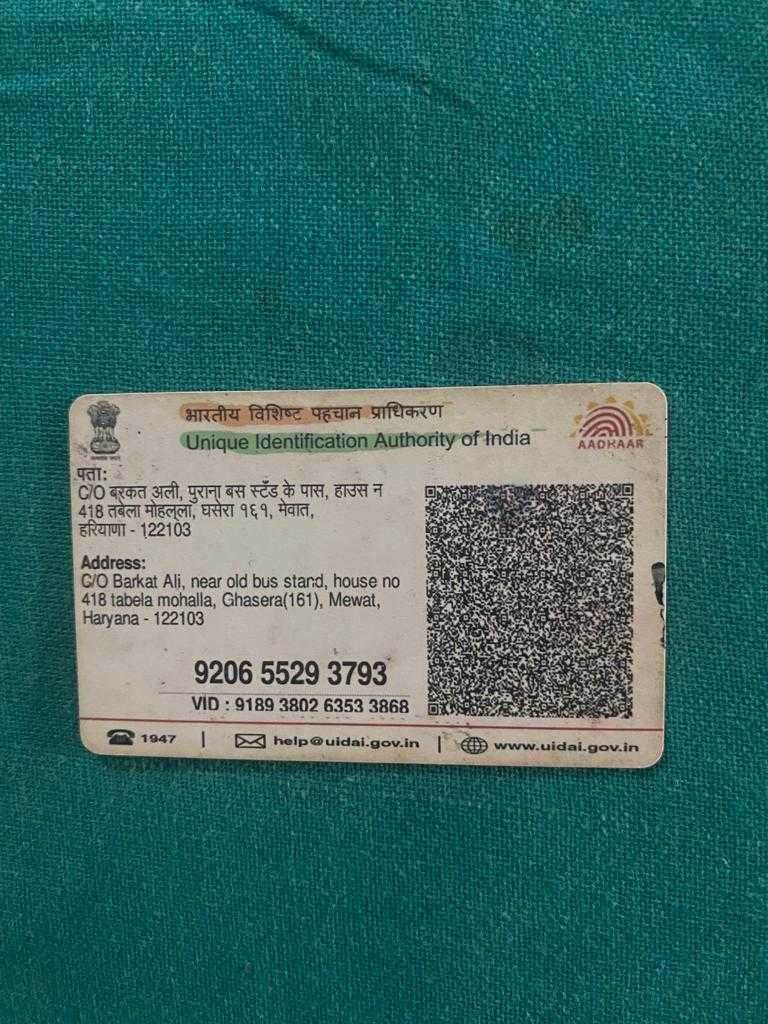 भारतीय विशिष्ट पहचान प्राधिकरण
Unique Identification Authority of India
AADHAAR
पता:
C/O बरकत अली, पुराना बस स्टैंड के पास, हाउस न
418 तबेला मोहल्ला, घसेरा १६१, मेवात,
हरियाणा - 122103
Address:
C/O Barkat Ali, near old bus stand, house no
418 tabela mohalla, Ghasera(161), Mewat,
Haryana - 122103
9206 5529 3793
VID : 9189 3802 6353 3868
1947 | help@uidai.gov.in | www.uidai.gov.in